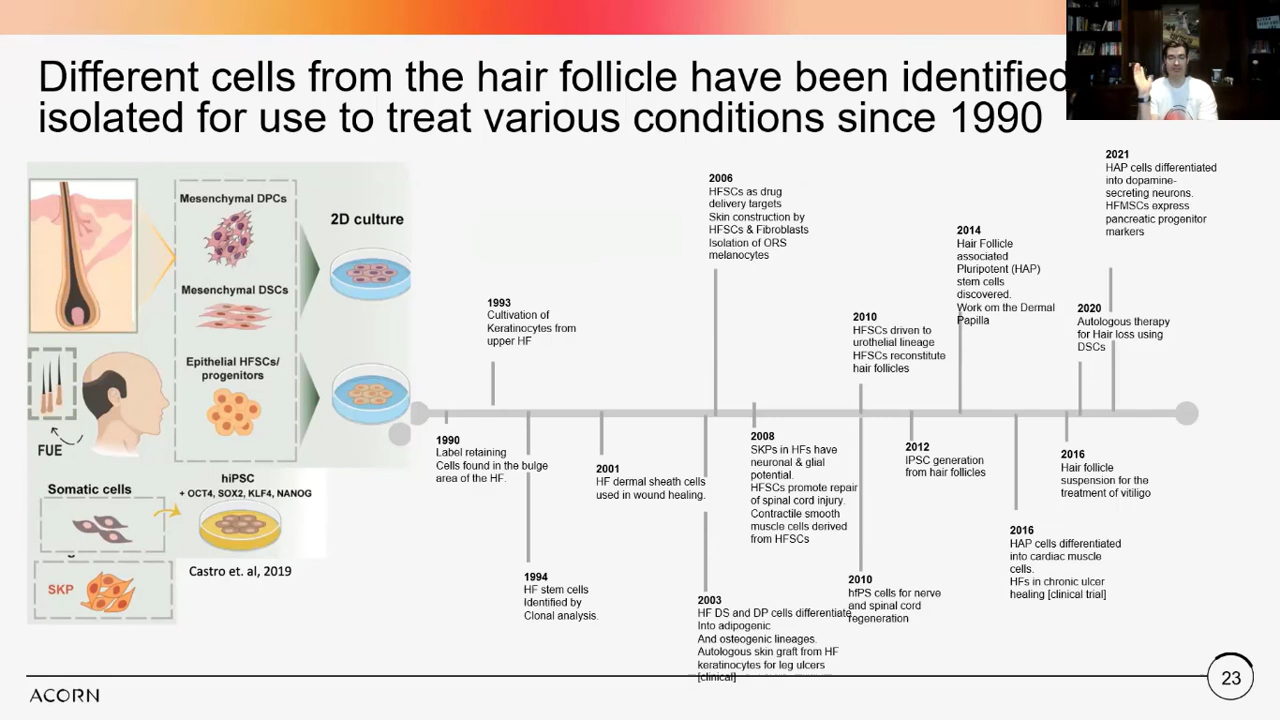 Different cells from the hair follicle have been identified
isolated for use to treat various conditions since 1990
Mesenchymal DPCs
2D culture
Mesenchymal DSCs
Epithelial HFSCs/
progenitors
FUE
Somatic cells
hiPSC
+ OCT4, SOX2, KLF4, NANOG
SKP
Castro et. al, 2019
1990
Label retaining
Cells found in the bulge
area of the HF.
1993
Cultivation of
Keratinocytes from
upper HF
1994
HF stem cells
Identified by
Clonal analysis.
2001
HF dermal sheath cells
used in wound healing.
2003
HF DS and DP cells differentiate
Into adipogenic
And osteogenic lineages.
Autologous skin graft from HF
keratinocytes for leg ulcers
[clinical]
2006
HFSCs as drug
delivery targets
Skin construction by
HFSCs & Fibroblasts
Isolation of ORS
melanocytes
2008
SKPs in HFs have
neuronal & glial
potential.
HFSCs promote repair
of spinal cord injury.
Contractile smooth
muscle cells derived
from HFSCs
2010
HFSCs driven to
urothelial lineage
HFSCs reconstitute
hair follicles
2010
hfPS cells for nerve
and spinal cord
regeneration
2012
IPSC generation
from hair follicles
2014
Hair Follicle
associated
Pluripotent (HAP)
stem cells
discovered.
Work om the Dermal
Papilla
2016
HAP cells differentiated
into cardiac muscle
cells.
HFs in chronic ulcer
healing [clinical trial]
2016
Hair follicle
suspension for the
treatment of vitiligo
2020
Autologous therapy
for Hair loss using
DSCs
2021
HAP cells differentiated
into dopamine-
secreting neurons.
HFMSCs express
pancreatic progenitor
markers
ACORN
23